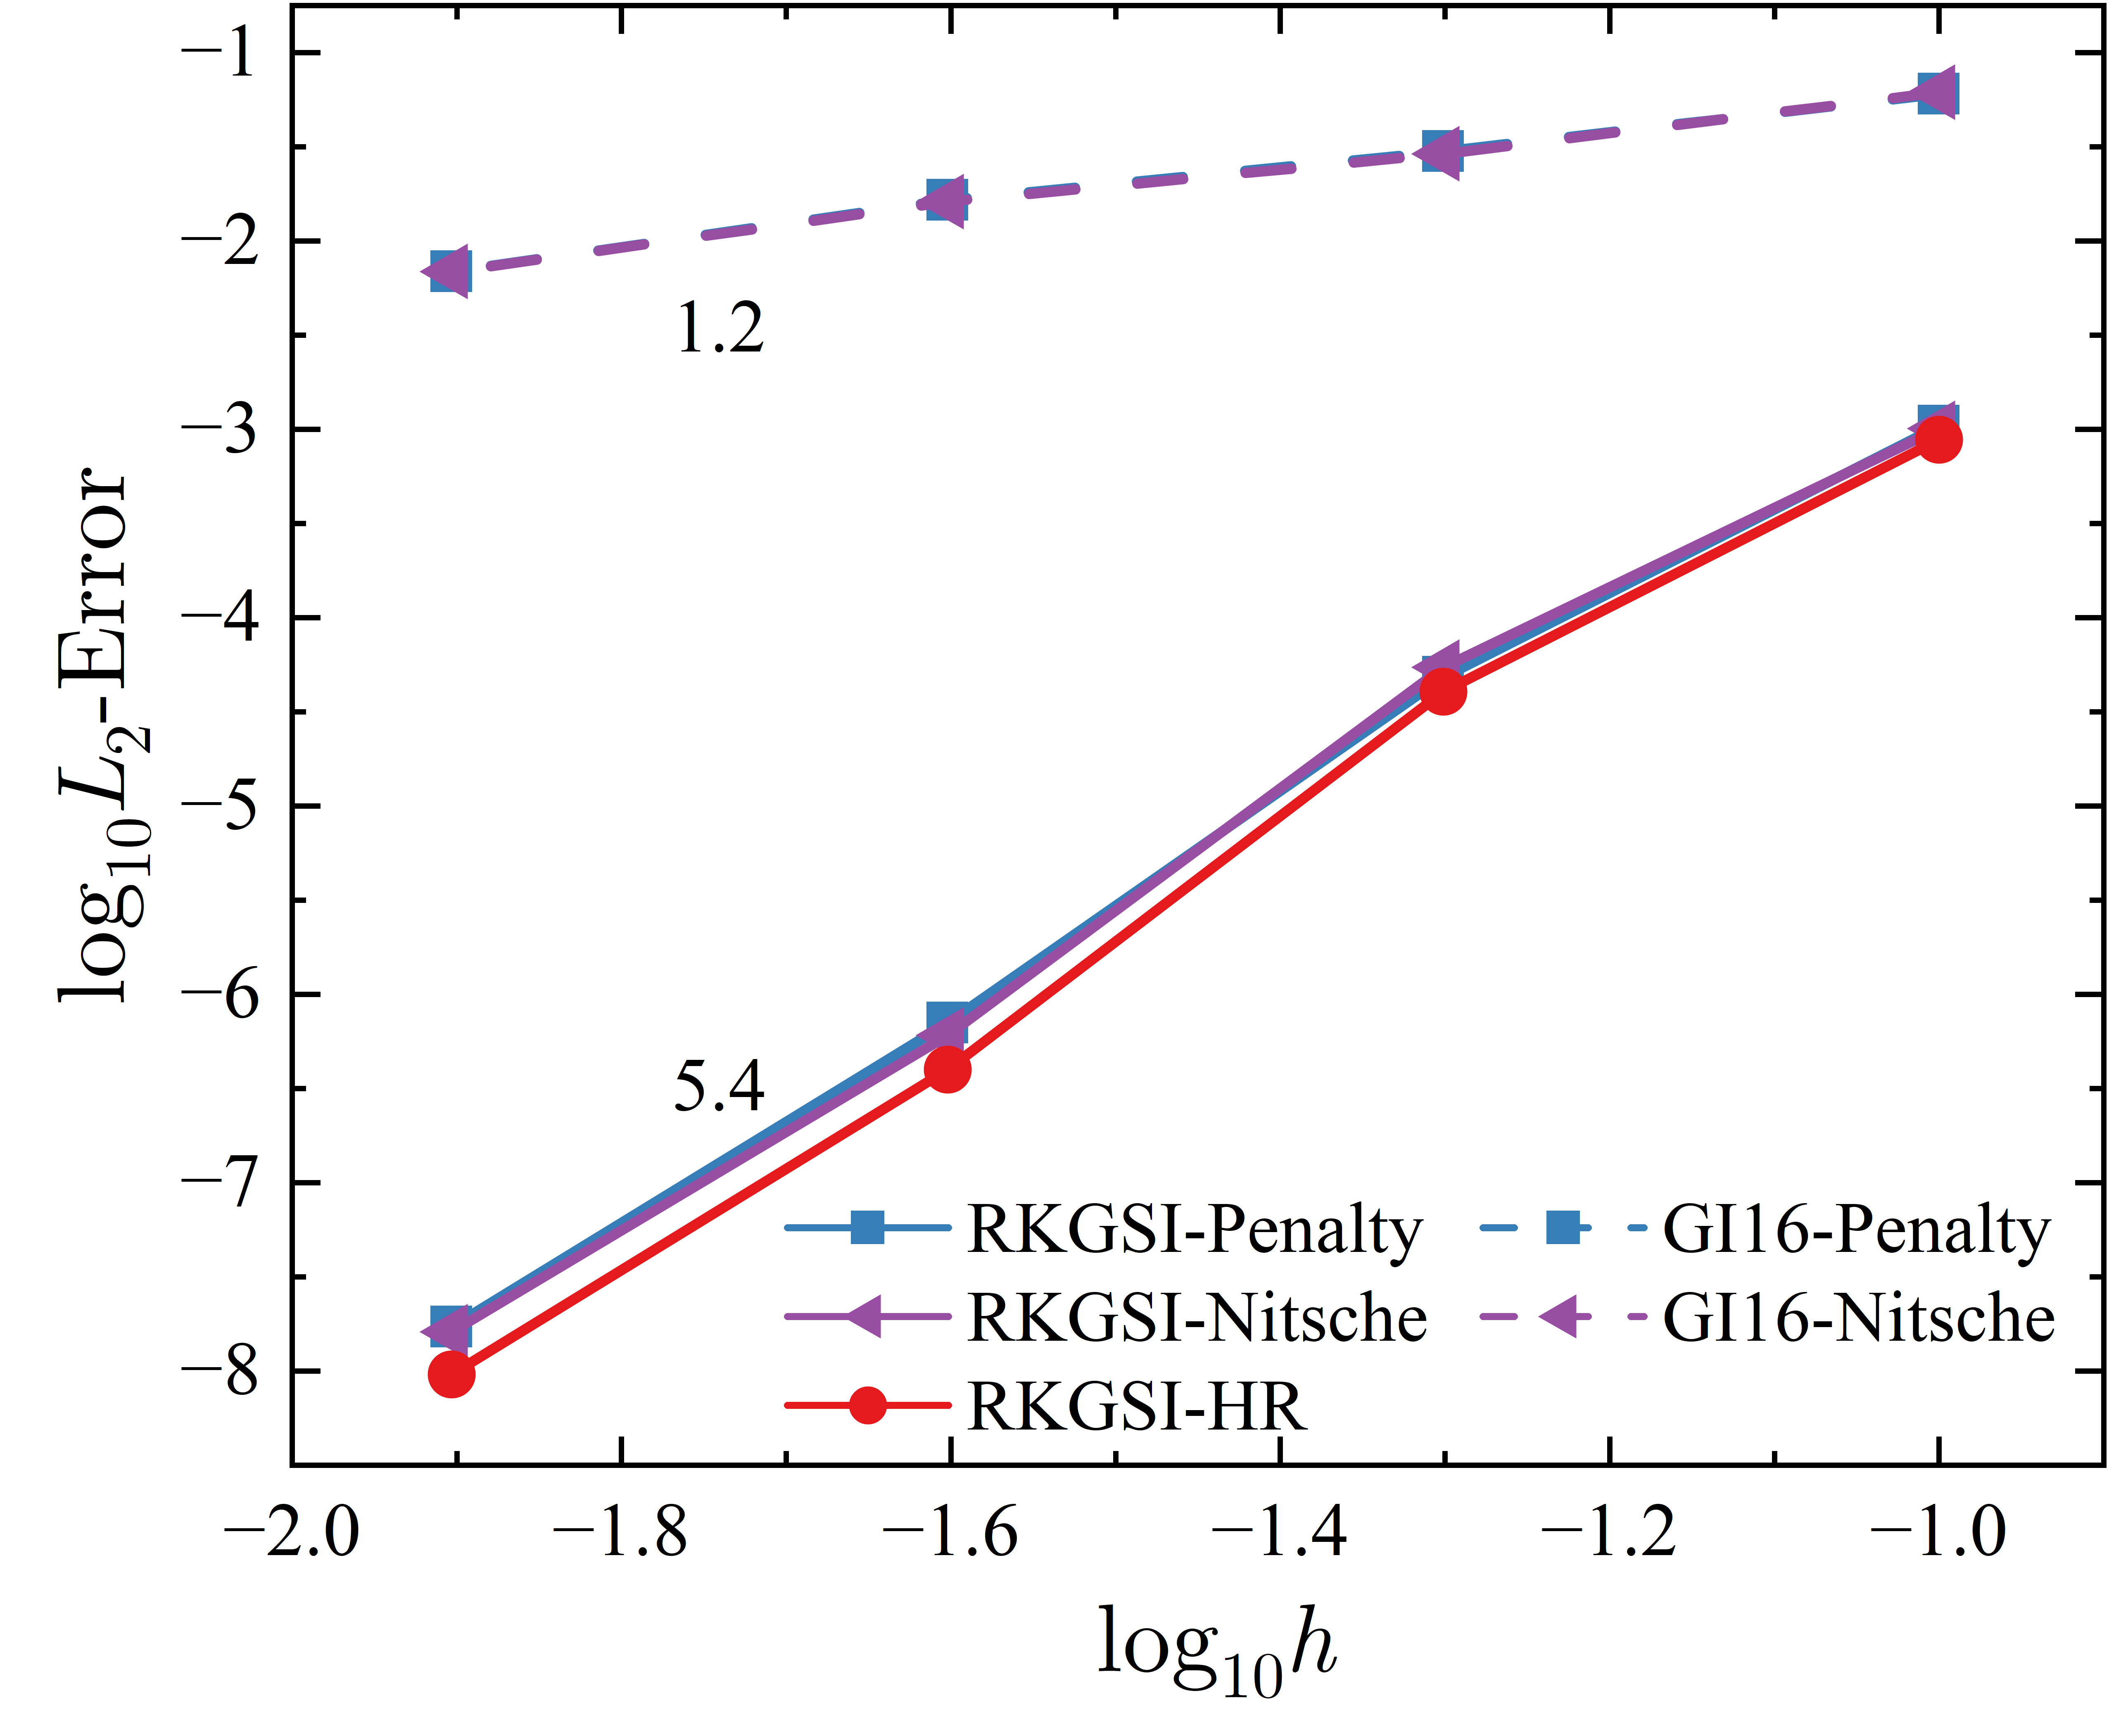 −1
−2
−3
−4
−5
−6
−7
−8
log₁₀L₂-Error
1.2
5.4
RKGSI-Penalty
GI16-Penalty
RKGSI-Nitsche
GI16-Nitsche
RKGSI-HR
−2.0
−1.8
−1.6
−1.4
−1.2
−1.0
log₁₀h